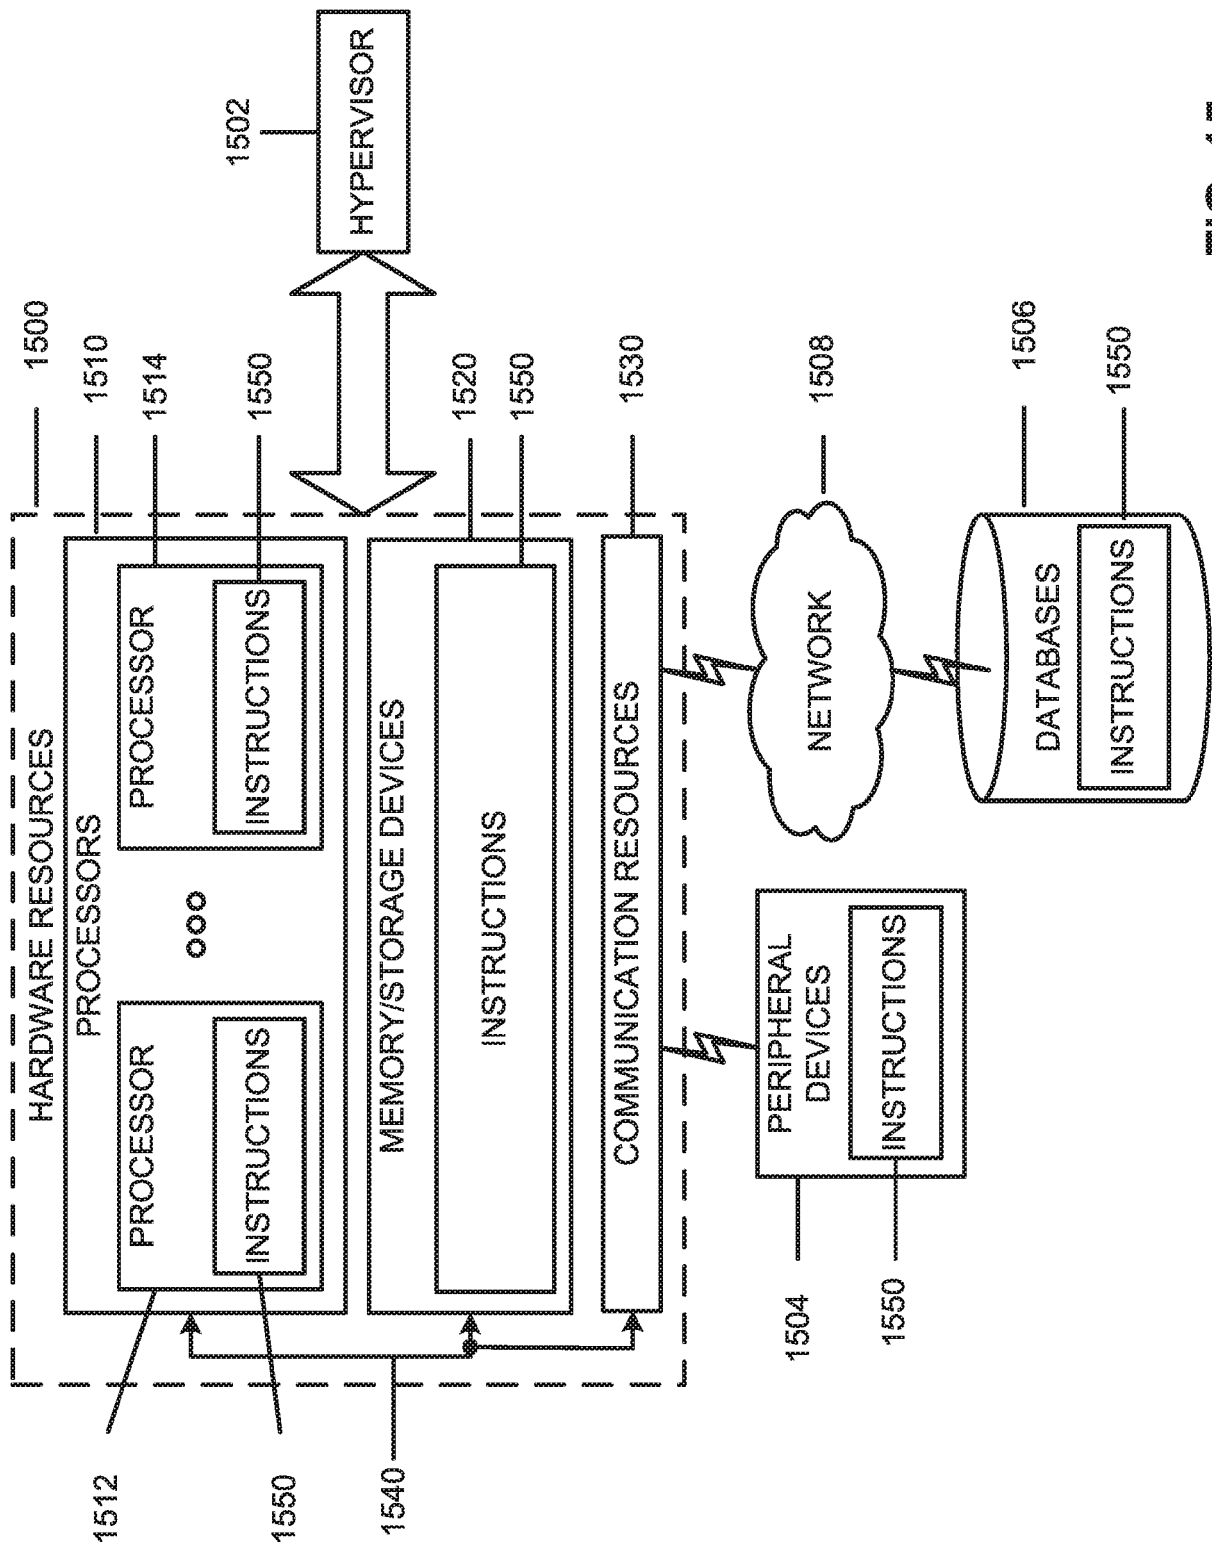 HARDWARE RESOURCES
1500
PROCESSORS
1510
PROCESSOR
1512
INSTRUCTIONS
1550
PROCESSOR
1514
INSTRUCTIONS
1550
HYPERVISOR
1502
MEMORY/STORAGE DEVICES
1520
INSTRUCTIONS
1550
1540
COMMUNICATION RESOURCES
1530
PERIPHERAL
DEVICES
1504
INSTRUCTIONS
1550
NETWORK
1508
DATABASES
1506
INSTRUCTIONS
1550